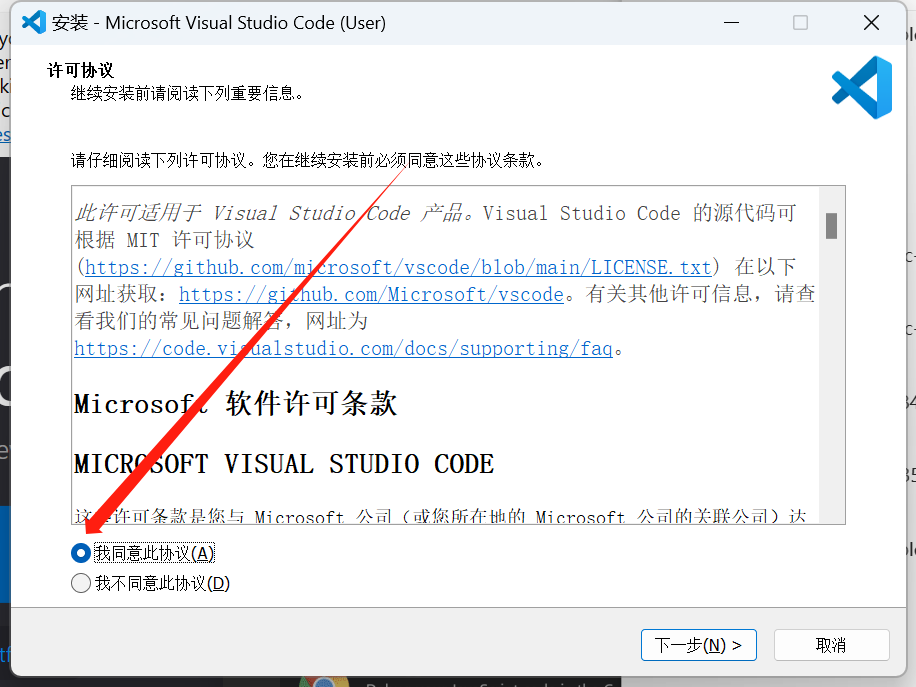 安装 - Microsoft Visual Studio Code (User)
许可协议
继续安装前请阅读下列重要信息。
请仔细阅读下列许可协议。您在继续安装前必须同意这些协议条款。
此许可适用于 Visual Studio Code 产品。Visual Studio Code 的源代码可
根据 MIT 许可协议
(https://github.com/microsoft/vscode/blob/main/LICENSE.txt) 在以下
网址获取：https://github.com/Microsoft/vscode。有关其他许可信息，请查
看我们的常见问题解答，网址为
https://code.visualstudio.com/docs/supporting/faq。
Microsoft 软件许可条款
MICROSOFT VISUAL STUDIO CODE
这些许可条款是您与 Microsoft 公司（或您所在地的 Microsoft 公司的关联公司）达
我同意此协议(A)
我不同意此协议(D)
下一步(N) >
取消